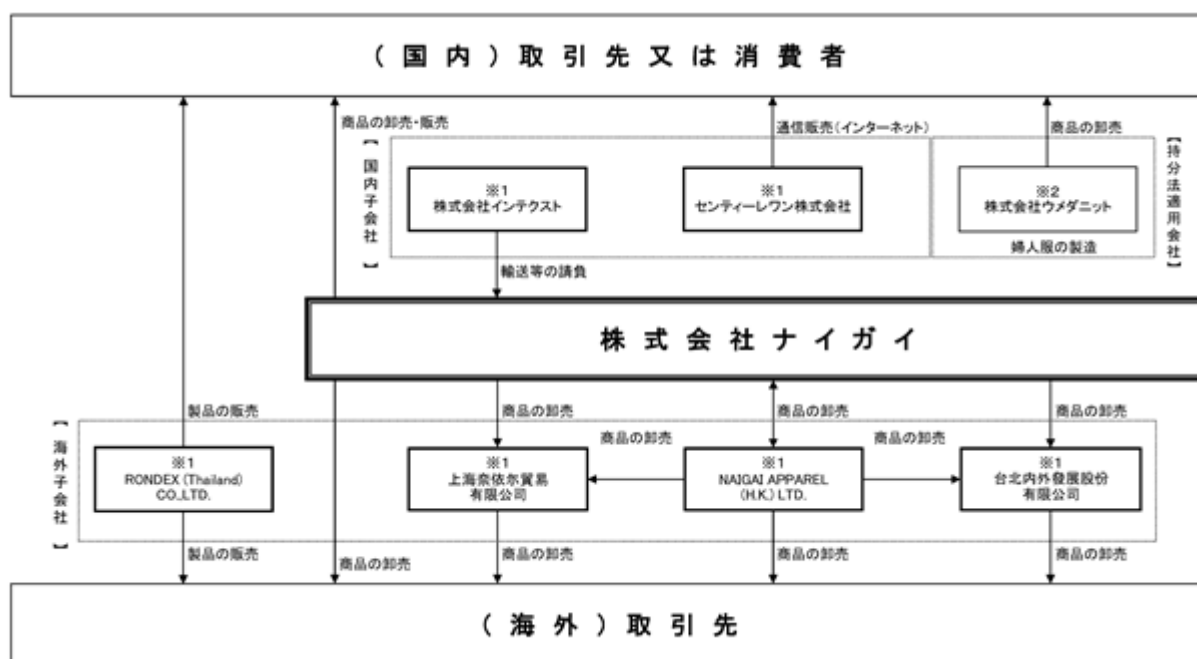 （国内）取引先又は消費者
商品の卸売・販売
通信販売（インターネット）
商品の卸売
【国内子会社】
※1
株式会社インテクスト
※1
センティーレワン株式会社
※2
株式会社ウメダニット
婦人服の製造
【持分法適用会社】
輸送等の請負
株式会社ナイガイ
製品の販売
商品の卸売
商品の卸売
商品の卸売
商品の卸売
商品の卸売
【海外子会社】
※1
RONDEX (Thailand)
CO.,LTD.
※1
上海奈依尓貿易
有限公司
※1
NAIGAI APPAREL
(H.K.) LTD.
※1
台北内外發展股份
有限公司
製品の販売
商品の卸売
商品の卸売
商品の卸売
商品の卸売
（海外）取引先